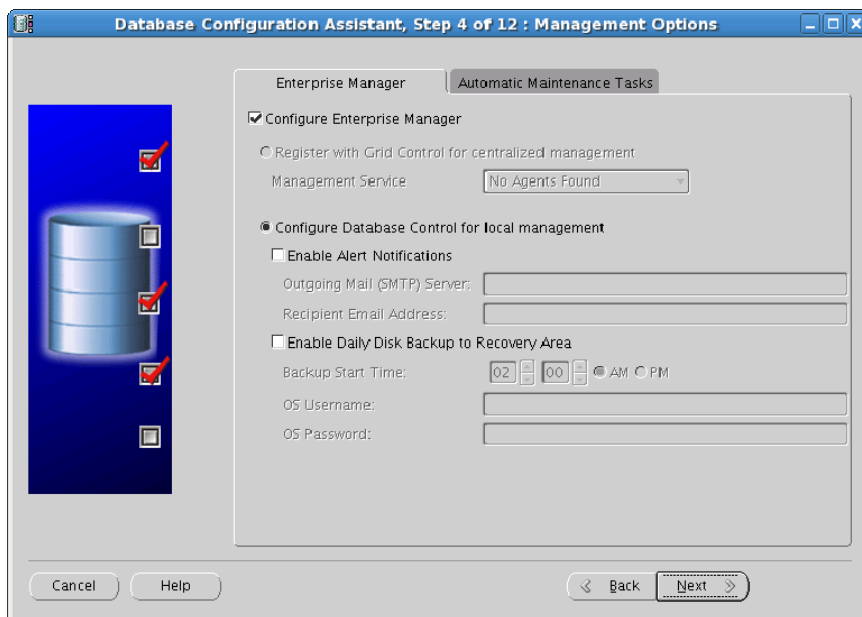 Database Configuration Assistant, Step 4 of 12 : Management Options
Enterprise Manager
Automatic Maintenance Tasks
Configure Enterprise Manager
Register with Grid Control for centralized management
Management Service
No Agents Found
Configure Database Control for local management
Enable Alert Notifications
Outgoing Mail (SMTP) Server:
Recipient Email Address:
Enable Daily Disk Backup to Recovery Area
Backup Start Time: 02 00 AM PM
OS Username:
OS Password:
Cancel Help Back Next